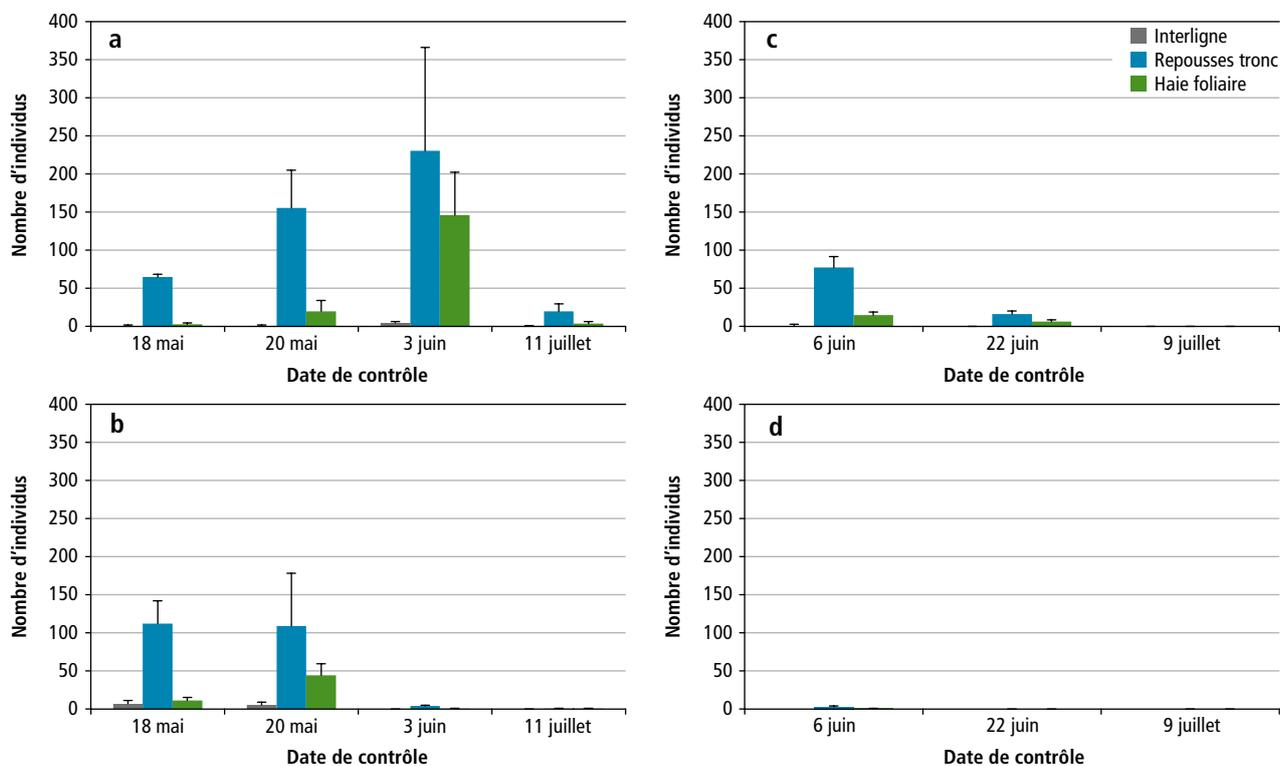 a
400
350
300
250
200
150
100
50
0
Nombre d'individus
18 mai 20 mai 3 juin 11 juillet
Date de contrôle
c
Interligne
Repousses tronc
Haie foliaire
400
350
300
250
200
150
100
50
0
Nombre d'individus
6 juin 22 juin 9 juillet
Date de contrôle
b
400
350
300
250
200
150
100
50
0
Nombre d'individus
18 mai 20 mai 3 juin 11 juillet
Date de contrôle
d
400
350
300
250
200
150
100
50
0
Nombre d'individus
6 juin 22 juin 9 juillet
Date de contrôle